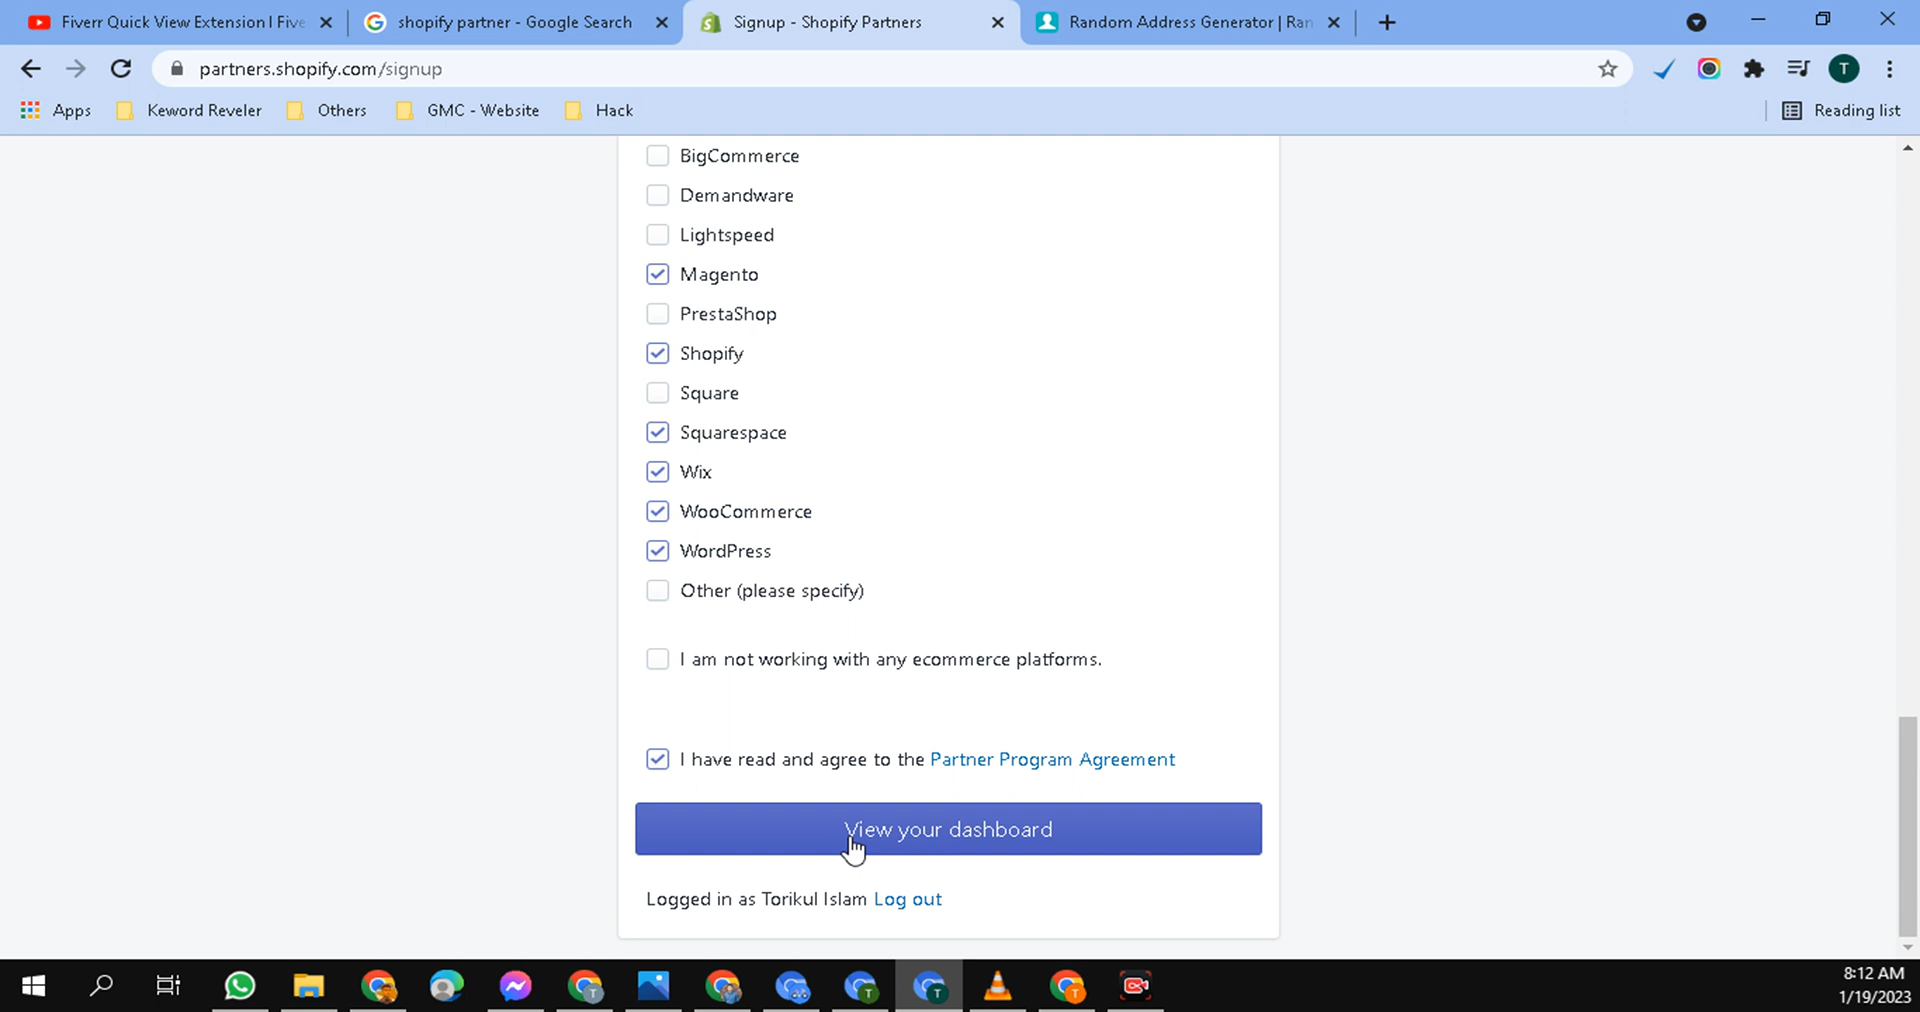 Fiverr Quick View Extension I Five
shopify partner - Google Search
Signup - Shopify Partners
Random Address Generator | Ran
partners.shopify.com/signup
T
Apps
Keword Reveler
Others
GMC - Website
Hack
Reading list
BigCommerce
Demandware
Lightspeed
Magento
PrestaShop
Shopify
Square
Squarespace
Wix
WooCommerce
WordPress
Other (please specify)
I am not working with any ecommerce platforms.
I have read and agree to the Partner Program Agreement
View your dashboard
Logged in as Torikul Islam Log out
8:12 AM
1/19/2023